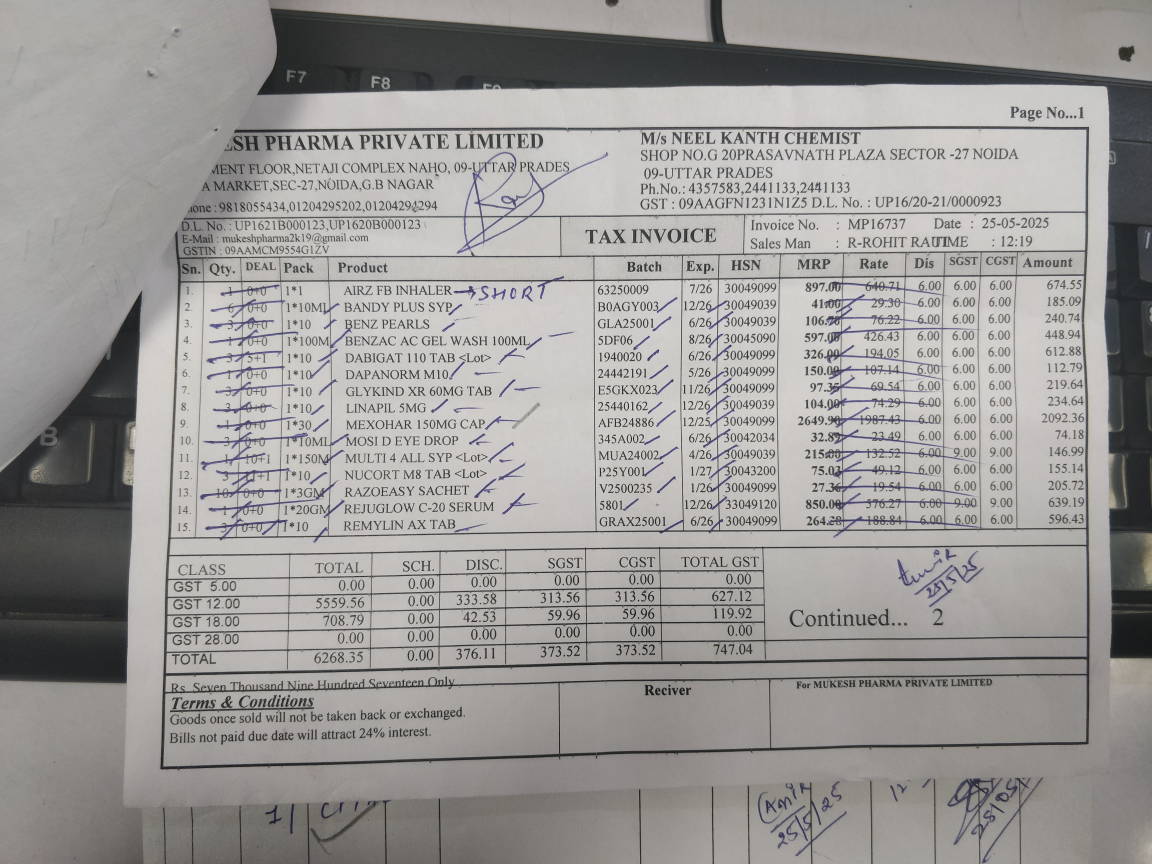 F7
F8
Page No...1
ESH PHARMA PRIVATE LIMITED
MENT FLOOR,NETAJI COMPLEX NAHO, 09-UTTAR PRADES
A MARKET,SEC-27,NOIDA,G.B NAGAR
one : 9818055434,01204295202,01204294294
D.L. No. : UP1621B000123,UP1620B000123
E-Mail : mukeshpharma2k19@gmail.com
GSTIN : 09AAMCM9554G1ZV
M/s NEEL KANTH CHEMIST
SHOP NO.G 20PRASAVNATH PLAZA SECTOR -27 NOIDA
09-UTTAR PRADES
Ph.No.: 4357583,2441133,2441133
GST : 09AAGFN1231N1Z5 D.L. No. : UP16/20-21/0000923
TAX INVOICE
Invoice No. : MP16737 Date : 25-05-2025
Sales Man : R-ROHIT RAUTIME : 12:19
Sn. Qty. DEAL Pack Product Batch Exp. HSN MRP Rate Dis SGST CGST Amount
1. 1 0+0 1*1 AIRZ FB INHALER → SHORT 63250009 7/26 30049099 897.00 640.71 6.00 6.00 6.00 674.55
2. 6 0+0 1*10ML BANDY PLUS SYP B0AGY003 12/26 30049039 41.00 29.30 6.00 6.00 6.00 185.09
3. 3 0+0 1*10 BENZ PEARLS GLA25001 6/26 30049039 106. 76.22 6.00 6.00 6.00 240.74
4. 1 0+0 1*100M BENZAC AC GEL WASH 100ML 5DF06 8/26 30045090 597.00 426.43 6.00 6.00 6.00 448.94
5. 3 5+1 1*10 DABIGAT 110 TAB <Lot> 1940020 6/26 30049099 326.00 194.05 6.00 6.00 6.00 612.88
6. 1 0+0 1*10 DAPANORM M10 24442191 5/26 30049099 150.00 107.14 6.00 6.00 6.00 112.79
7. 3 0+0 1*10 GLYKIND XR 60MG TAB E5GKX023 11/26 30049099 97.35 69.54 6.00 6.00 6.00 219.64
8. 3 0+0 1*10 LINAPIL 5MG 25440162 12/26 30049039 104.00 74.29 6.00 6.00 6.00 234.64
9. 1 0+0 1*30 MEXOHAR 150MG CAP AFB24886 12/25 30049099 2649.90 1987.43 6.00 6.00 6.00 2092.36
10. 3 0+0 1*10ML MOSI D EYE DROP 345A002 6/26 30042034 32.89 23.49 6.00 6.00 6.00 74.18
11. 1 10+1 1*150M MULTI 4 ALL SYP <Lot> MUA24002 4/26 30049039 215.00 132.52 6.00 9.00 9.00 146.99
12. 3 11+1 1*10 NUCORT M8 TAB <Lot> P25Y001 1/27 30043200 75.03 49.12 6.00 6.00 6.00 155.14
13. 10 0+0 1*3GM RAZOEASY SACHET V2500235 1/26 30049099 27.36 19.54 6.00 6.00 6.00 205.72
14. 1 0+0 1*20GM REJUGLOW C-20 SERUM 5801 12/26 33049120 850.00 576.27 6.00 9.00 9.00 639.19
15. 3 0+0 1*10 REMYLIN AX TAB GRAX25001 6/26 30049099 264.38 188.84 6.00 6.00 6.00 596.43
CLASS TOTAL SCH. DISC. SGST CGST TOTAL GST
GST 5.00 0.00 0.00 0.00 0.00 0.00 0.00
GST 12.00 5559.56 0.00 333.58 313.56 313.56 627.12
GST 18.00 708.79 0.00 42.53 59.96 59.96 119.92
GST 28.00 0.00 0.00 0.00 0.00 0.00 0.00
TOTAL 6268.35 0.00 376.11 373.52 373.52 747.04
Amir
25/5/25
Continued... 2
Rs. Seven Thousand Nine Hundred Seventeen Only
Terms & Conditions
Goods once sold will not be taken back or exchanged.
Bills not paid due date will attract 24% interest.
Reciver
For MUKESH PHARMA PRIVATE LIMITED
B
1
Amir
25/5/25
12
25/05